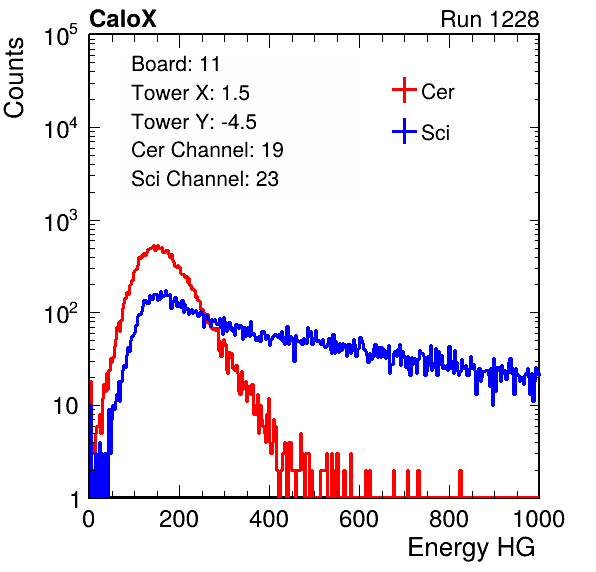 CaloX Run 1228
Counts
Board: 11
Tower X: 1.5
Tower Y: -4.5
Cer Channel: 19
Sci Channel: 23
Cer
Sci
10^5
10^4
10^3
10^2
10
1
0 200 400 600 800 1000
Energy HG